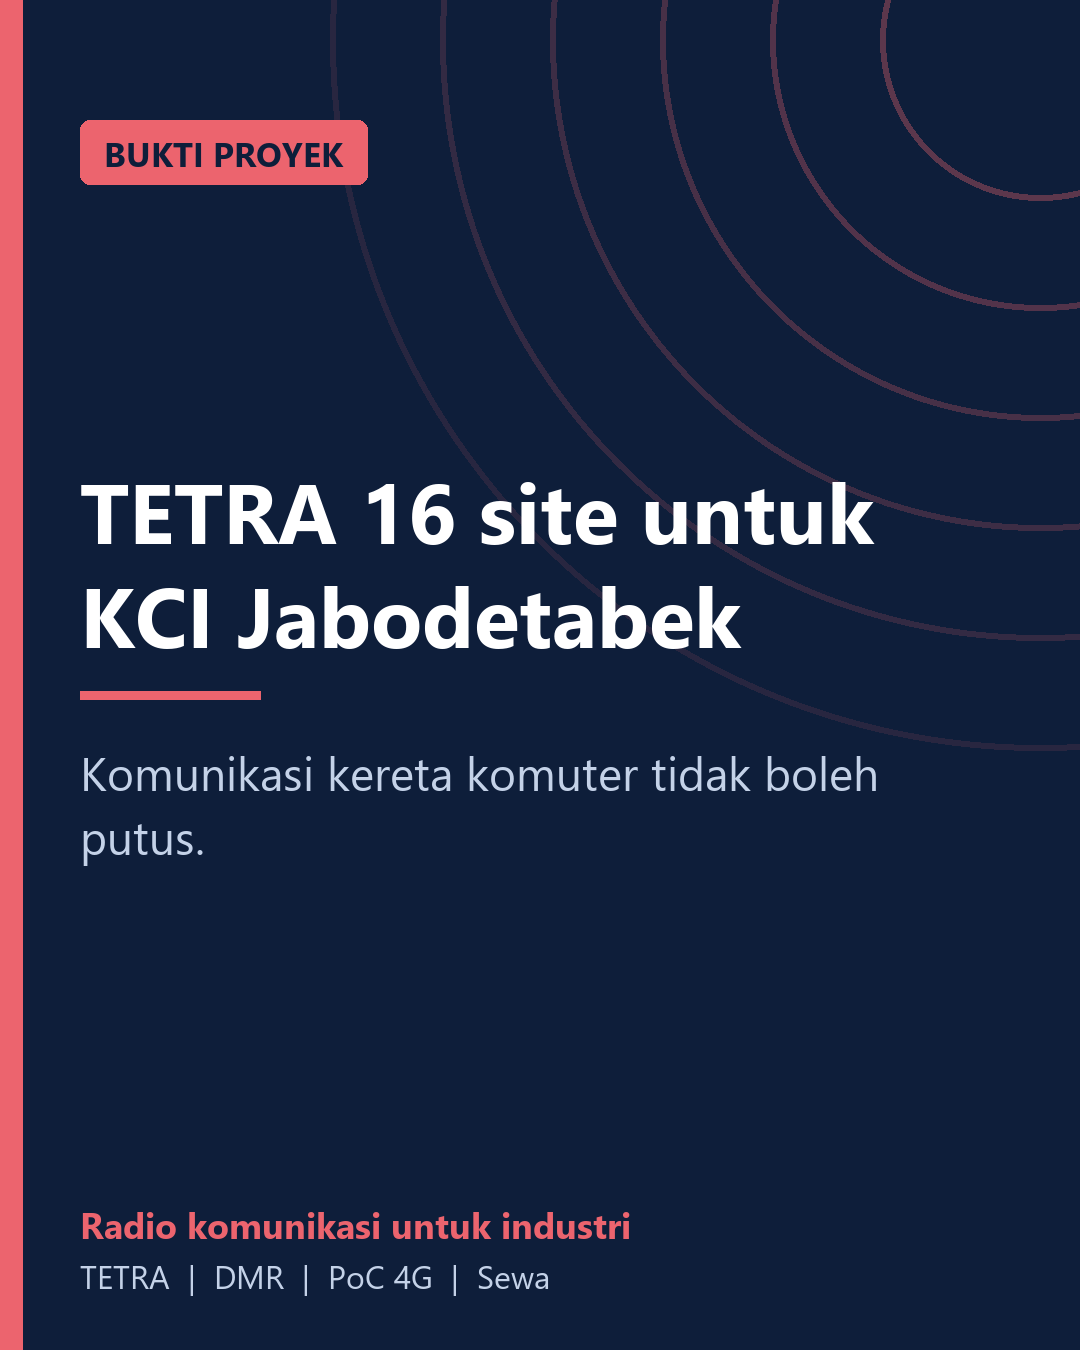 BUKTI PROYEK
TETRA 16 site untuk
KCI Jabodetabek
Komunikasi kereta komuter tidak boleh
putus.
Radio komunikasi untuk industri
TETRA | DMR | PoC 4G | Sewa